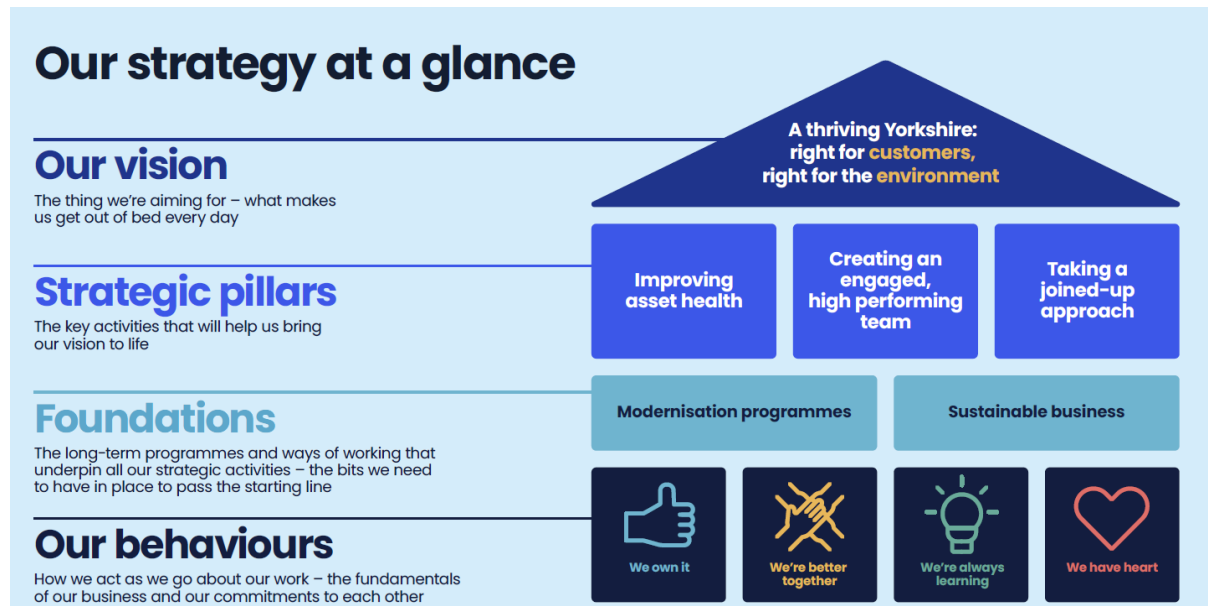 Our strategy at a glance
Our vision
The thing we're aiming for – what makes
us get out of bed every day
A thriving Yorkshire:
right for customers,
right for the environment
Strategic pillars
The key activities that will help us bring
our vision to life
Improving
asset health
Creating an
engaged,
high performing
team
Taking a
joined-up
approach
Foundations
The long-term programmes and ways of working that
underpin all our strategic activities – the bits we need
to have in place to pass the starting line
Modernisation programmes
Sustainable business
Our behaviours
How we act as we go about our work – the fundamentals
of our business and our commitments to each other
We own it
We're better
together
We're always
learning
We have heart